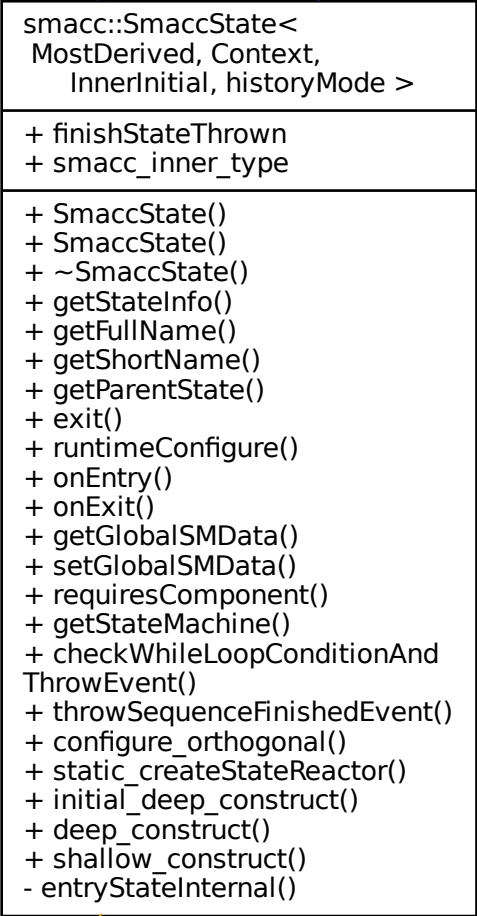 smacc::SmaccState<
MostDerived, Context,
InnerInitial, historyMode >
+ finishStateThrown
+ smacc_inner_type
+ SmaccState()
+ SmaccState()
+ ~SmaccState()
+ getStateInfo()
+ getFullName()
+ getShortName()
+ getParentState()
+ exit()
+ runtimeConfigure()
+ onEntry()
+ onExit()
+ getGlobalSMData()
+ setGlobalSMData()
+ requiresComponent()
+ getStateMachine()
+ checkWhileLoopConditionAnd
ThrowEvent()
+ throwSequenceFinishedEvent()
+ configure_orthogonal()
+ static_createStateReactor()
+ initial_deep_construct()
+ deep_construct()
+ shallow_construct()
- entryStateInternal()